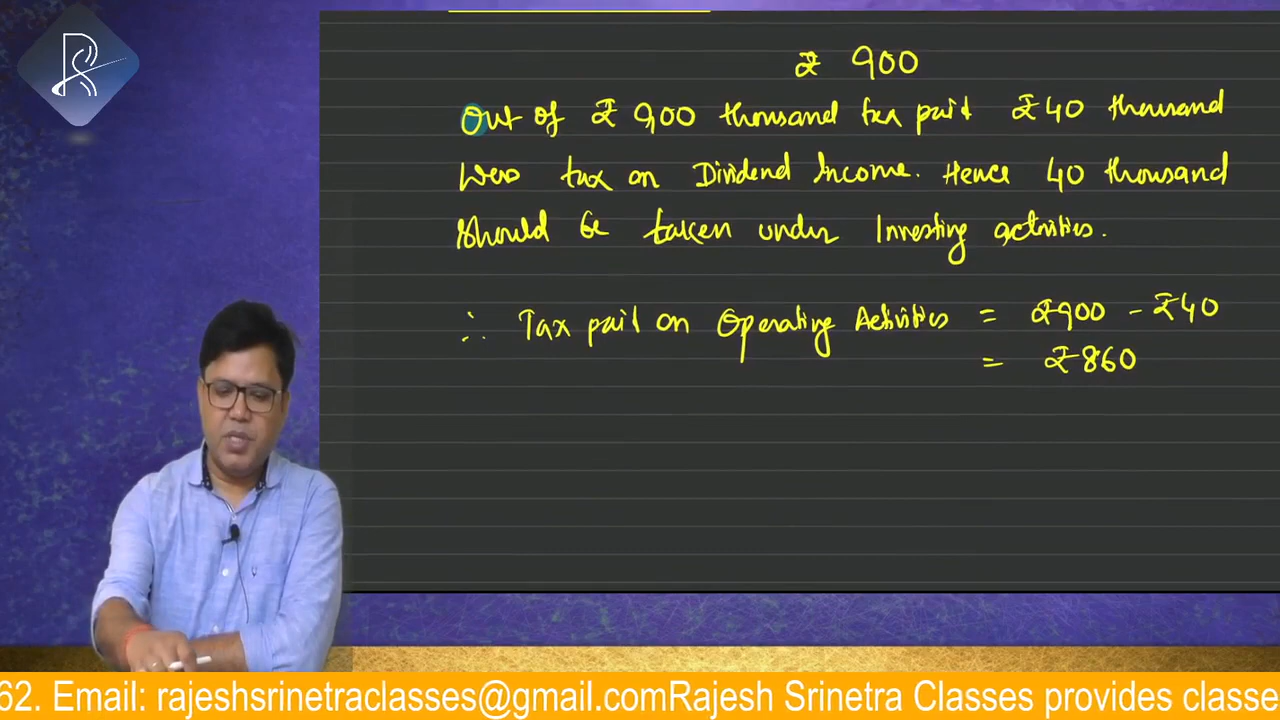 RS
₹ 900
Out of ₹ 900 thousand tax paid ₹ 40 thousand
were tax on Dividend Income. Hence 40 thousand
should be taken under Investing activities.
∴ Tax paid on Operating Activities = ₹900 - ₹40
= ₹860
62. Email: rajeshsrinetraclasses@gmail.comRajesh Srinetra Classes provides classe